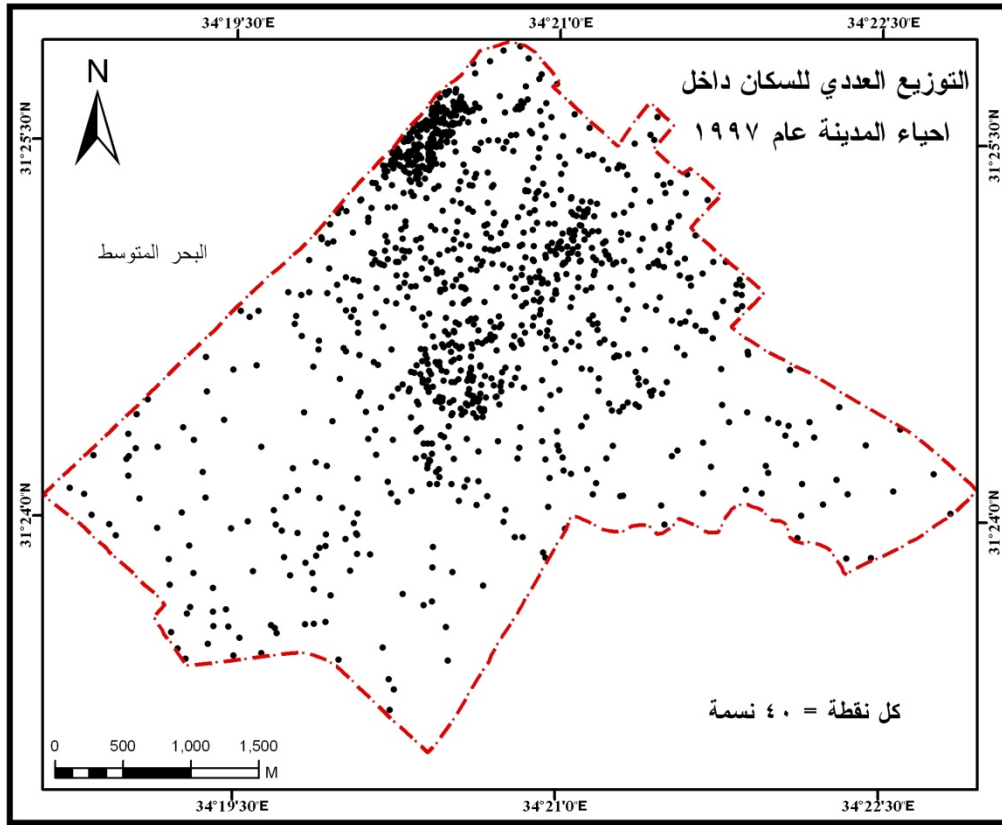 34°19'30"E 34°21'0"E 34°22'30"E
N
التوزيع العددي للسكان داخل
احياء المدينة عام ١٩٩٧
31°25'30"N 31°25'30"N
البحر المتوسط
31°24'0"N 31°24'0"N
كل نقطة = ٤٠ نسمة
0 500 1,000 1,500
M
34°19'30"E 34°21'0"E 34°22'30"E